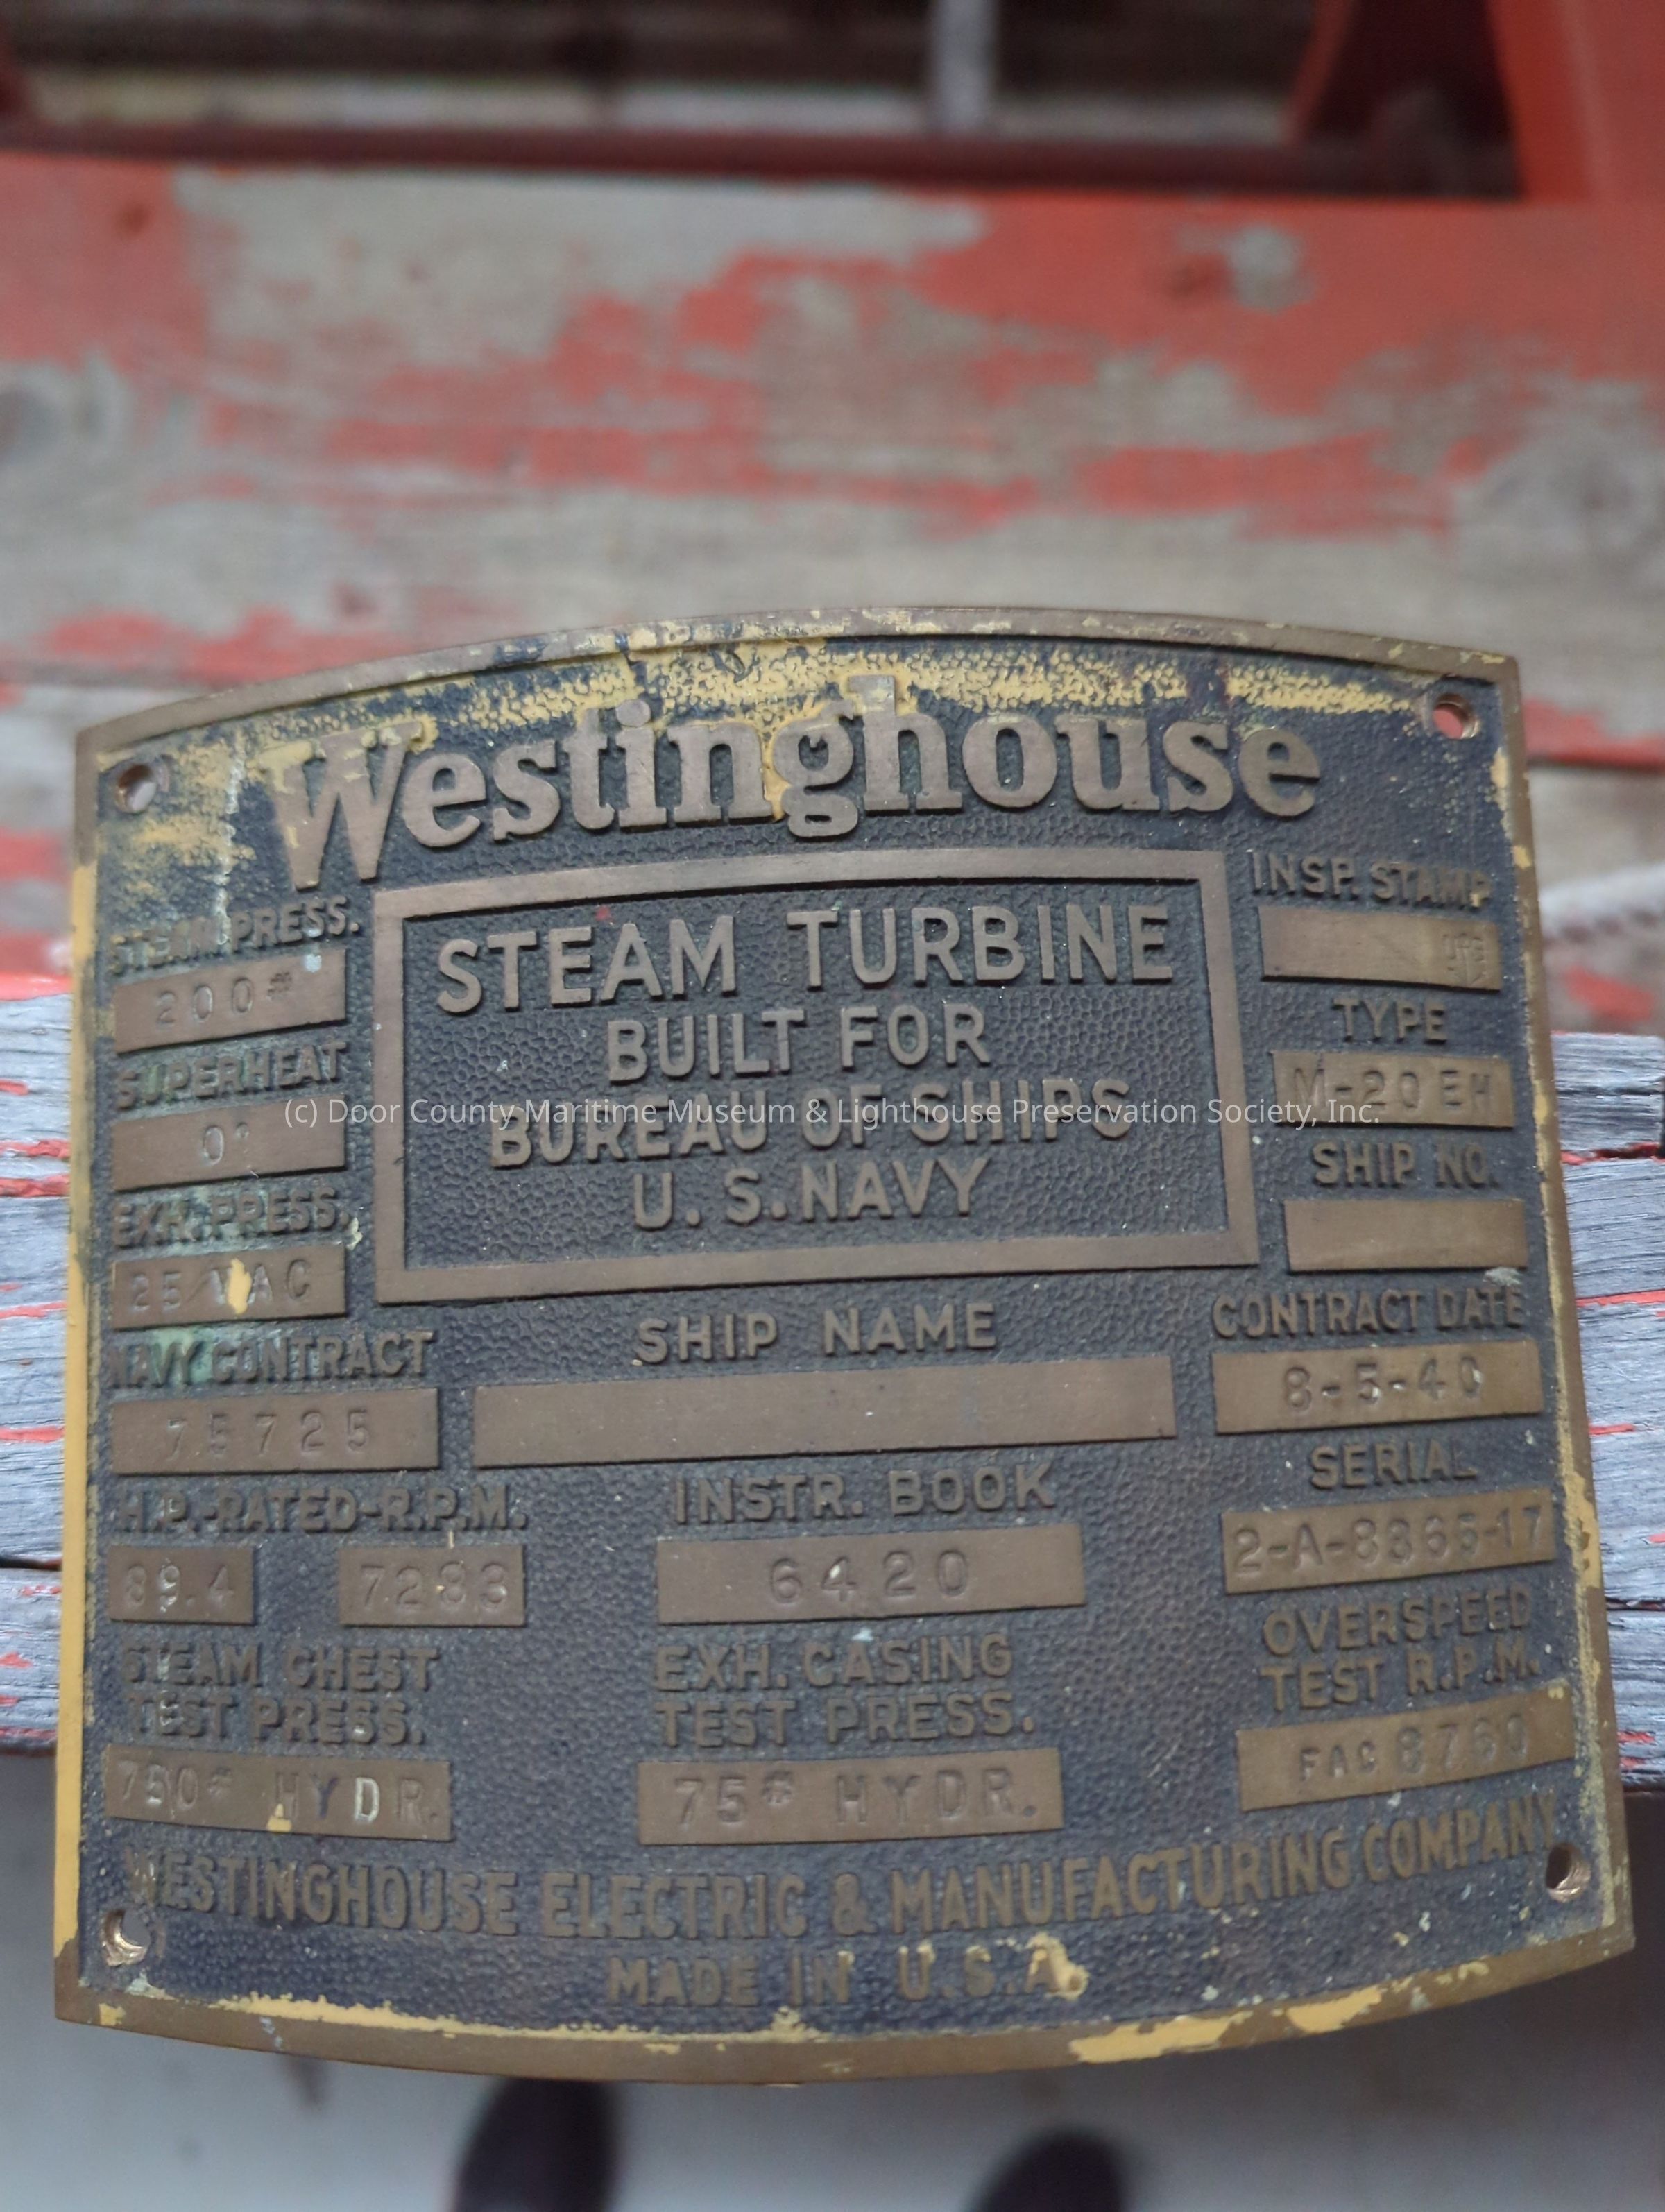 Westinghouse
STEAM PRESS.
200#
SUPERHEAT
0°
EXH. PRESS.
25 VAC
NAVY CONTRACT
75725
H.P.-RATED-R.P.M.
89.4 7283
STEAM CHEST
TEST PRESS.
750# HYDR.
STEAM TURBINE
BUILT FOR
BUREAU OF SHIPS
U. S. NAVY
SHIP NAME
INSTR. BOOK
6420
EXH. CASING
TEST PRESS.
75# HYDR.
INSP. STAMP
TYPE
M-20 EH
SHIP NO.
CONTRACT DATE
8-5-40
SERIAL
2-A-8365-17
OVERSPEED
TEST R.P.M.
FAC
WESTINGHOUSE ELECTRIC & MANUFACTURING COMPANY
MADE IN U.S.A.
(c) Door County Maritime Museum & Lighthouse Preservation Society, Inc.